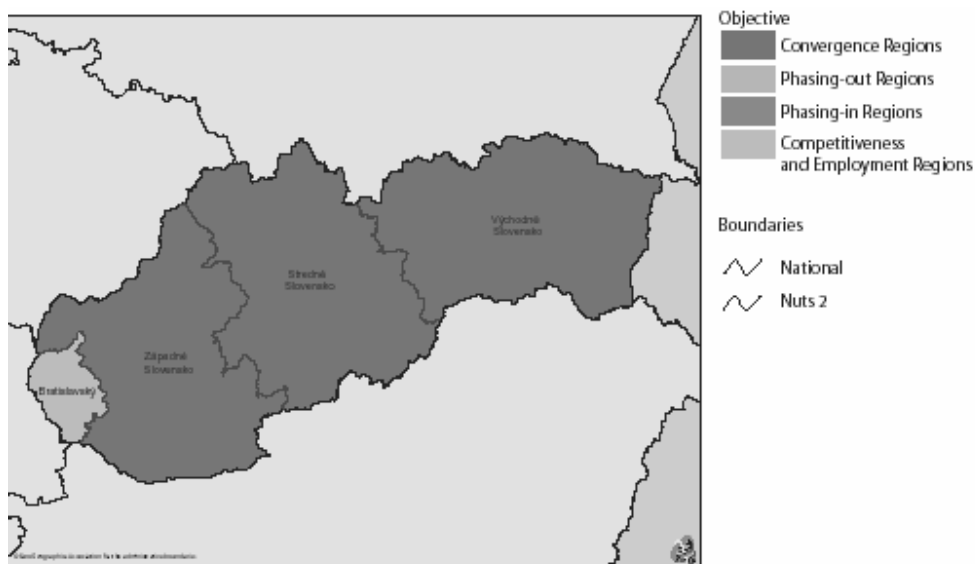 Objective
Convergence Regions
Phasing-out Regions
Phasing-in Regions
Competitiveness
and Employment Regions
Boundaries
National
Nuts 2
Východné
Slovensko
Stredné
Slovensko
Západné
Slovensko
Bratislavský